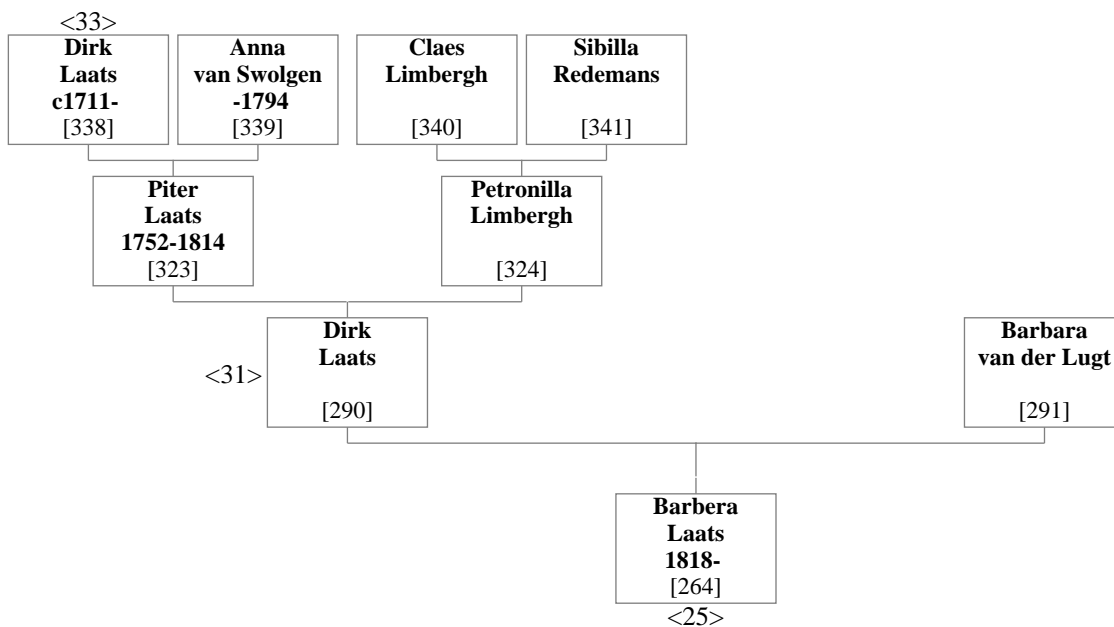 <33>
Dirk
Laats
c1711-
[338]
Anna
van Swolgen
-1794
[339]
Claes
Limbergh
[340]
Sibilla
Redemans
[341]
Piter
Laats
1752-1814
[323]
Petronilla
Limbergh
[324]
<31>
Dirk
Laats
[290]
Barbara
van der Lugt
[291]
Barbera
Laats
1818-
[264]
<25>